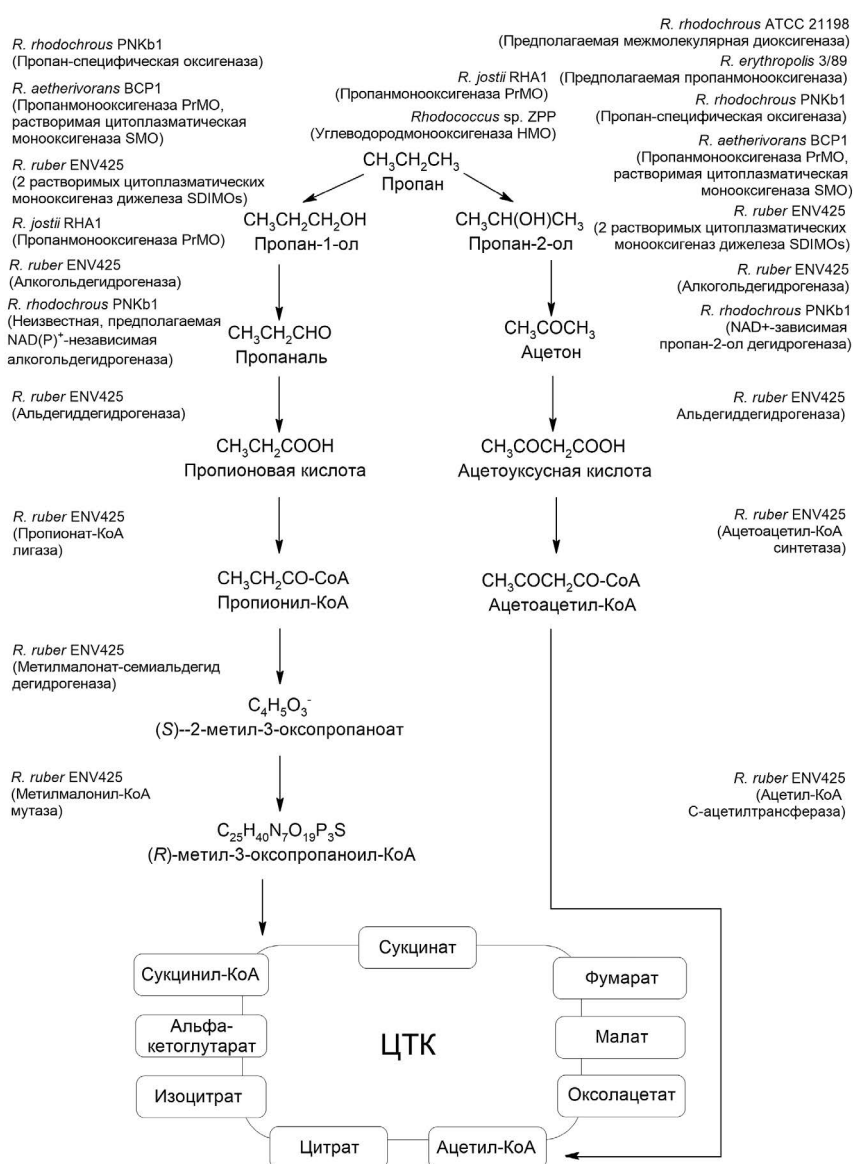 R. rhodochrous PNKb1
(Пропан-специфическая оксигеназа)
R. aetherivorans BCP1
(Пропанмонооксигеназа PrMO,
растворимая цитоплазматическая
монооксигеназа SMO)
R. ruber ENV425
(2 растворимых цитоплазматических
монооксигеназ дижелеза SDIMOs)
R. jostii RHA1
(Пропанмонооксигеназа PrMO)
R. ruber ENV425
(Алкогольдегидрогеназа)
R. rhodochrous PNKb1
(Неизвестная, предполагаемая
NAD(P)⁺-независимая
алкогольдегидрогеназа)
R. ruber ENV425
(Альдегиддегидрогеназа)
R. ruber ENV425
(Пропионат-КоА
лигаза)
R. ruber ENV425
(Метилмалонат-семиальдегид
дегидрогеназа)
R. ruber ENV425
(Метилмалонил-КоА
мутаза)
R. jostii RHA1
(Пропанмонооксигеназа PrMO)
Rhodococcus sp. ZPP
(Углеводородмонооксигеназа НМО)
CH₃CH₂CH₃
Пропан
CH₃CH₂CH₂OH
Пропан-1-ол
CH₃CH₂CHO
Пропаналь
CH₃CH₂COOH
Пропионовая кислота
CH₃CH₂CO-CoA
Пропионил-КоА
C₄H₅O₃⁻
(S)--2-метил-3-оксопропаноат
C₂₅H₄₀N₇O₁₉P₃S
(R)-метил-3-оксопропаноил-КоА
CH₃CH(OH)CH₃
Пропан-2-ол
CH₃COCH₃
Ацетон
CH₃COCH₂COOH
Ацетоуксусная кислота
CH₃COCH₂CO-CoA
Ацетоацетил-КоА
R. rhodochrous ATCC 21198
(Предполагаемая межмолекулярная диоксигеназа)
R. erythropolis 3/89
(Предполагаемая пропанмонооксигеназа)
R. rhodochrous PNKb1
(Пропан-специфическая оксигеназа)
R. aetherivorans BCP1
(Пропанмонооксигеназа PrMO,
растворимая цитоплазматическая
монооксигеназа SMO)
R. ruber ENV425
(2 растворимых цитоплазматических
монооксигеназ дижелеза SDIMOs)
R. ruber ENV425
(Алкогольдегидрогеназа)
R. rhodochrous PNKb1
(NAD+-зависимая
пропан-2-ол дегидрогеназа)
R. ruber ENV425
Альдегиддегидрогеназа)
R. ruber ENV425
(Ацетоацетил-КоА
синтетаза)
R. ruber ENV425
(Ацетил-КоА
С-ацетилтрансфераза)
Сукцинат
Сукцинил-КоА
Фумарат
Альфа-
кетоглутарат
ЦТК
Малат
Изоцитрат
Оксолацетат
Цитрат
Ацетил-КоА